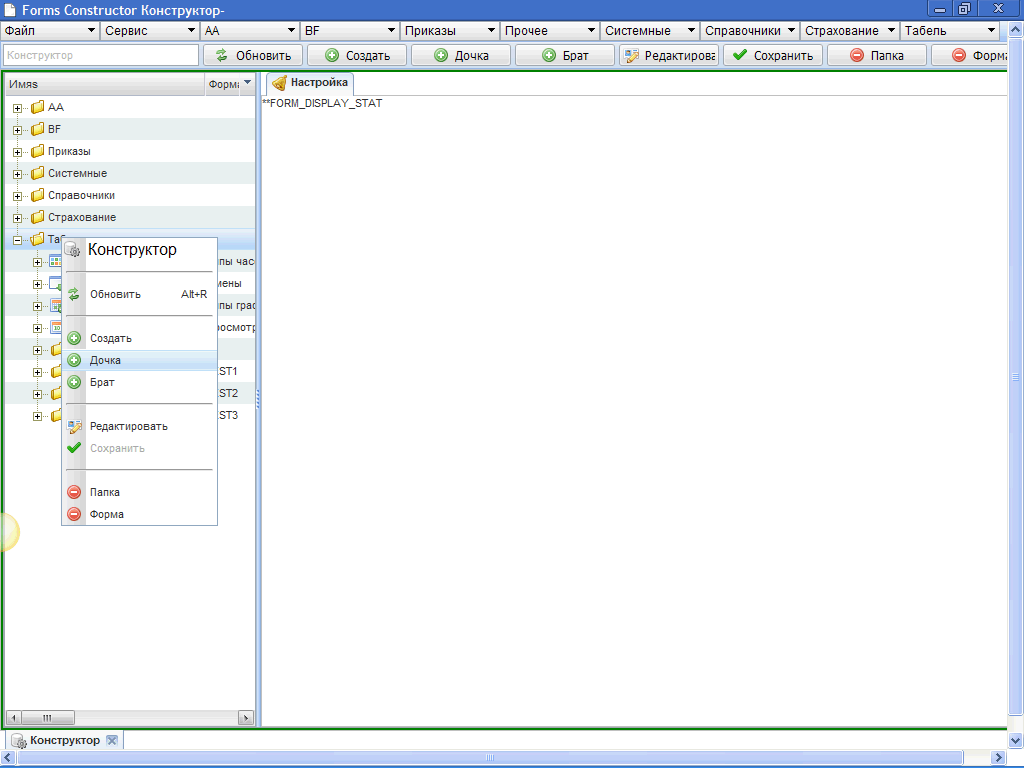 Forms Constructor Конструктор-
Файл Сервис AA BF Приказы Прочее Системные Справочники Страхование Табель
Конструктор Обновить Создать Дочка Брат Редактирова Сохранить Папка Форма
Имяя Форма
Настройка
**FORM_DISPLAY_STAT
AA
BF
Приказы
Системные
Справочники
Страхование
Таб
Конструктор
пы час
Обновить Alt+R
мены
пы граф
росмотр
Создать
Дочка
ST1
Брат
ST2
ST3
Редактировать
Сохранить
Папка
Форма
Конструктор